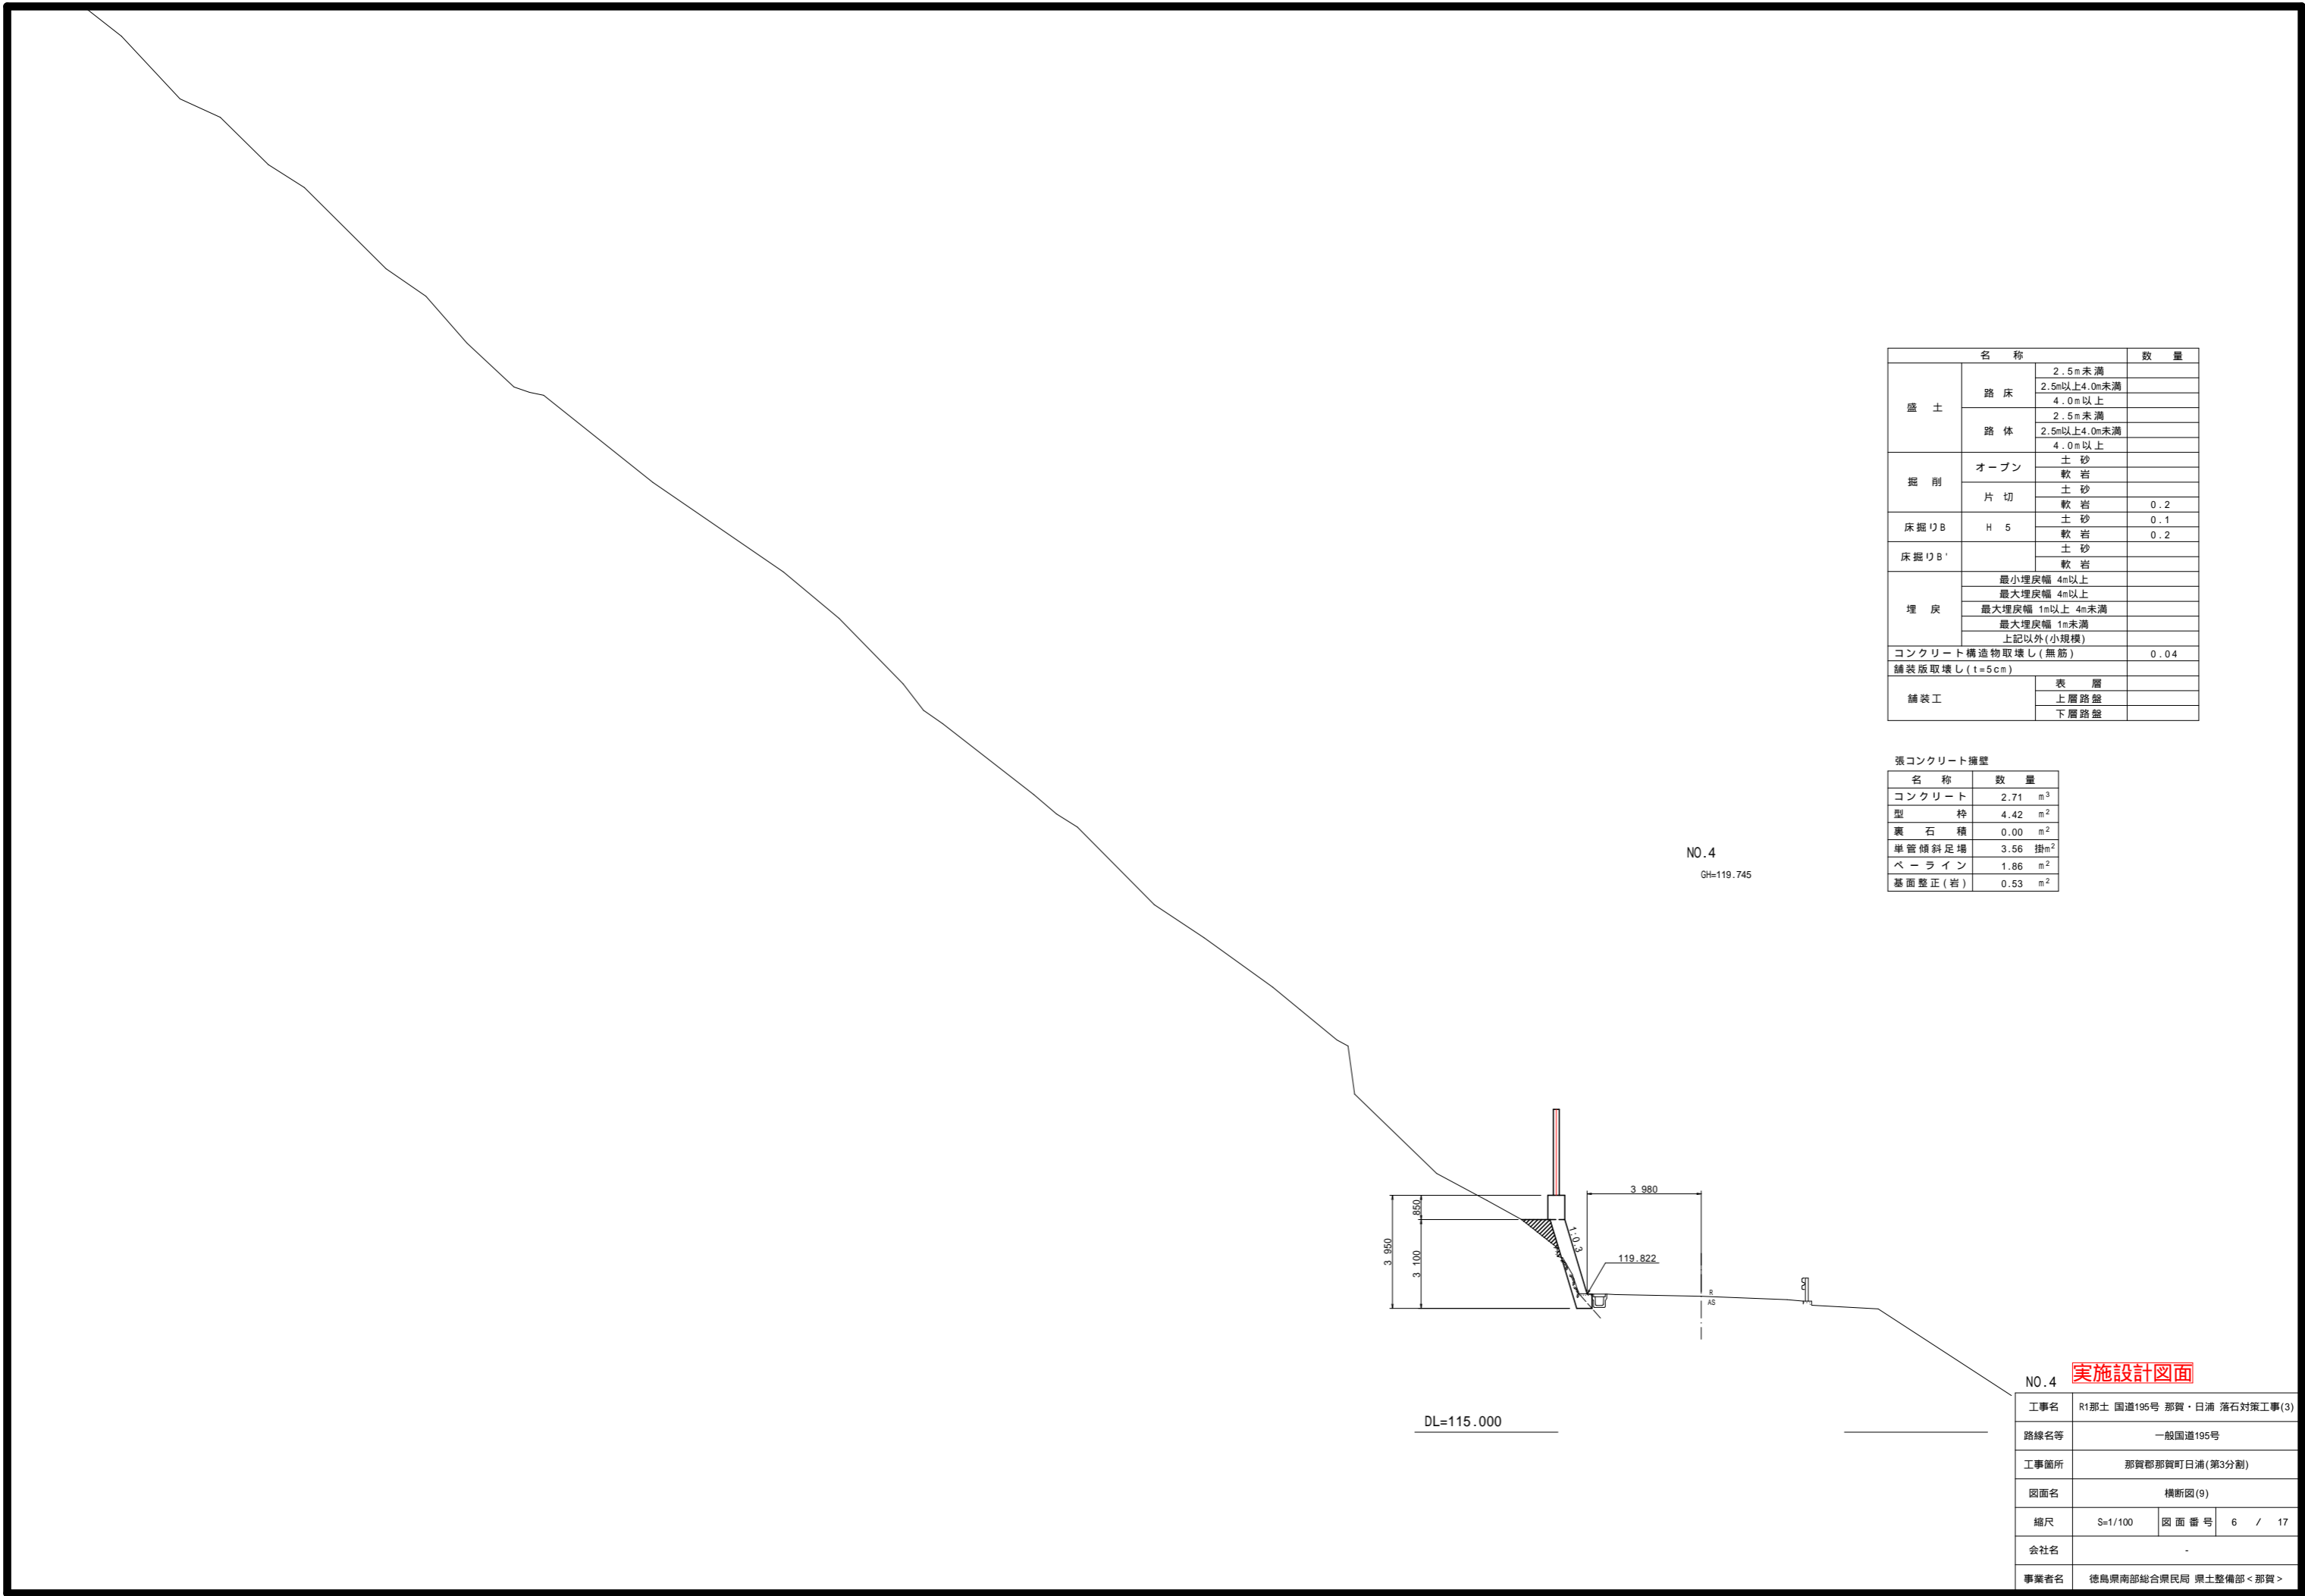 名 称 数 量
盛 土 路 床 2.5m未満
2.5m以上4.0m未満
4.0m以上
路 体 2.5m未満
2.5m以上4.0m未満
4.0m以上
掘 削 オープン 土 砂
軟 岩
片 切 土 砂
軟 岩 0.2
床掘りB H 5 土 砂 0.1
軟 岩 0.2
床掘りB' 土 砂
軟 岩
埋 戻 最小埋戻幅 4m以上
最大埋戻幅 4m以上
最大埋戻幅 1m以上 4m未満
最大埋戻幅 1m未満
上記以外(小規模)
コンクリート構造物取壊し(無筋) 0.04
舗装版取壊し(t=5cm)
舗装工 表 層
上層路盤
下層路盤
張コンクリート擁壁
名 称 数 量
コンクリート 2.71 m3
型 枠 4.42 m2
裏 石 積 0.00 m2
単管傾斜足場 3.56 掛m2
ペーライン 1.86 m2
基面整正(岩) 0.53 m2
NO.4
GH=119.745
3 980
850
3 950
3 100
1:0.3
119.822
R
AS
DL=115.000
NO.4 実施設計図面
工事名 R1那土 国道195号 那賀・日浦 落石対策工事(3)
路線名等 一般国道195号
工事箇所 那賀郡那賀町日浦(第3分割)
図面名 横断図(9)
縮尺 S=1/100 図面番号 6 / 17
会社名 -
事業者名 徳島県南部総合県民局 県土整備部<那賀>